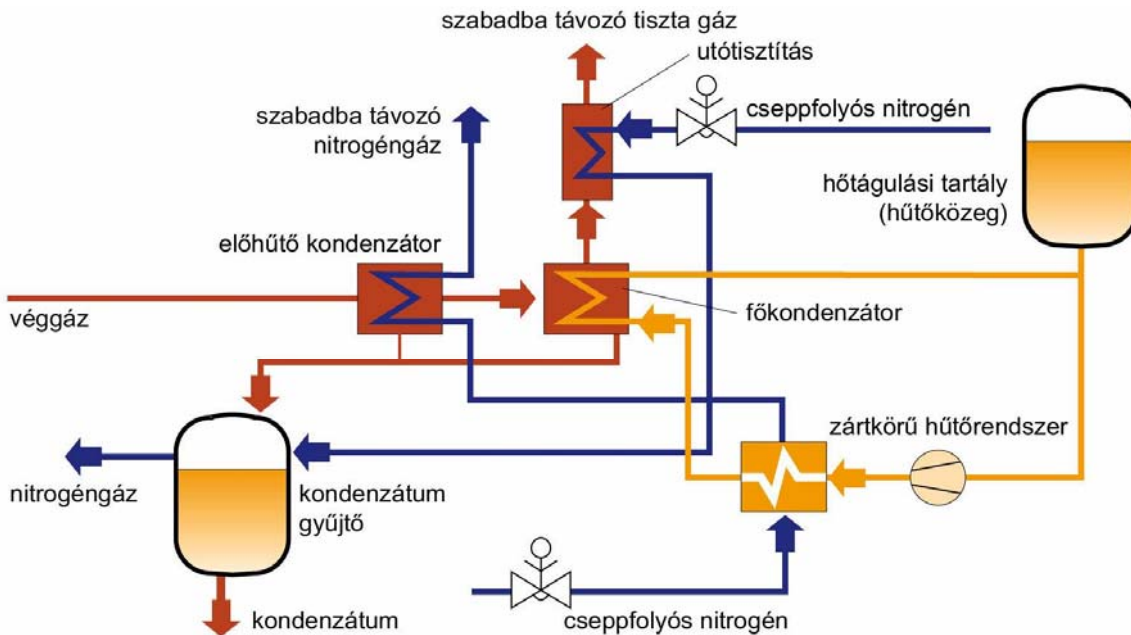 szabadba távozó tiszta gáz
utótisztítás
szabadba távozó
nitrogéngáz
cseppfolyós nitrogén
hőtágulási tartály
(hűtőközeg)
előhűtő kondenzátor
véggáz
főkondenzátor
zártkörű hűtőrendszer
nitrogéngáz
kondenzátum
gyűjtő
kondenzátum
cseppfolyós nitrogén